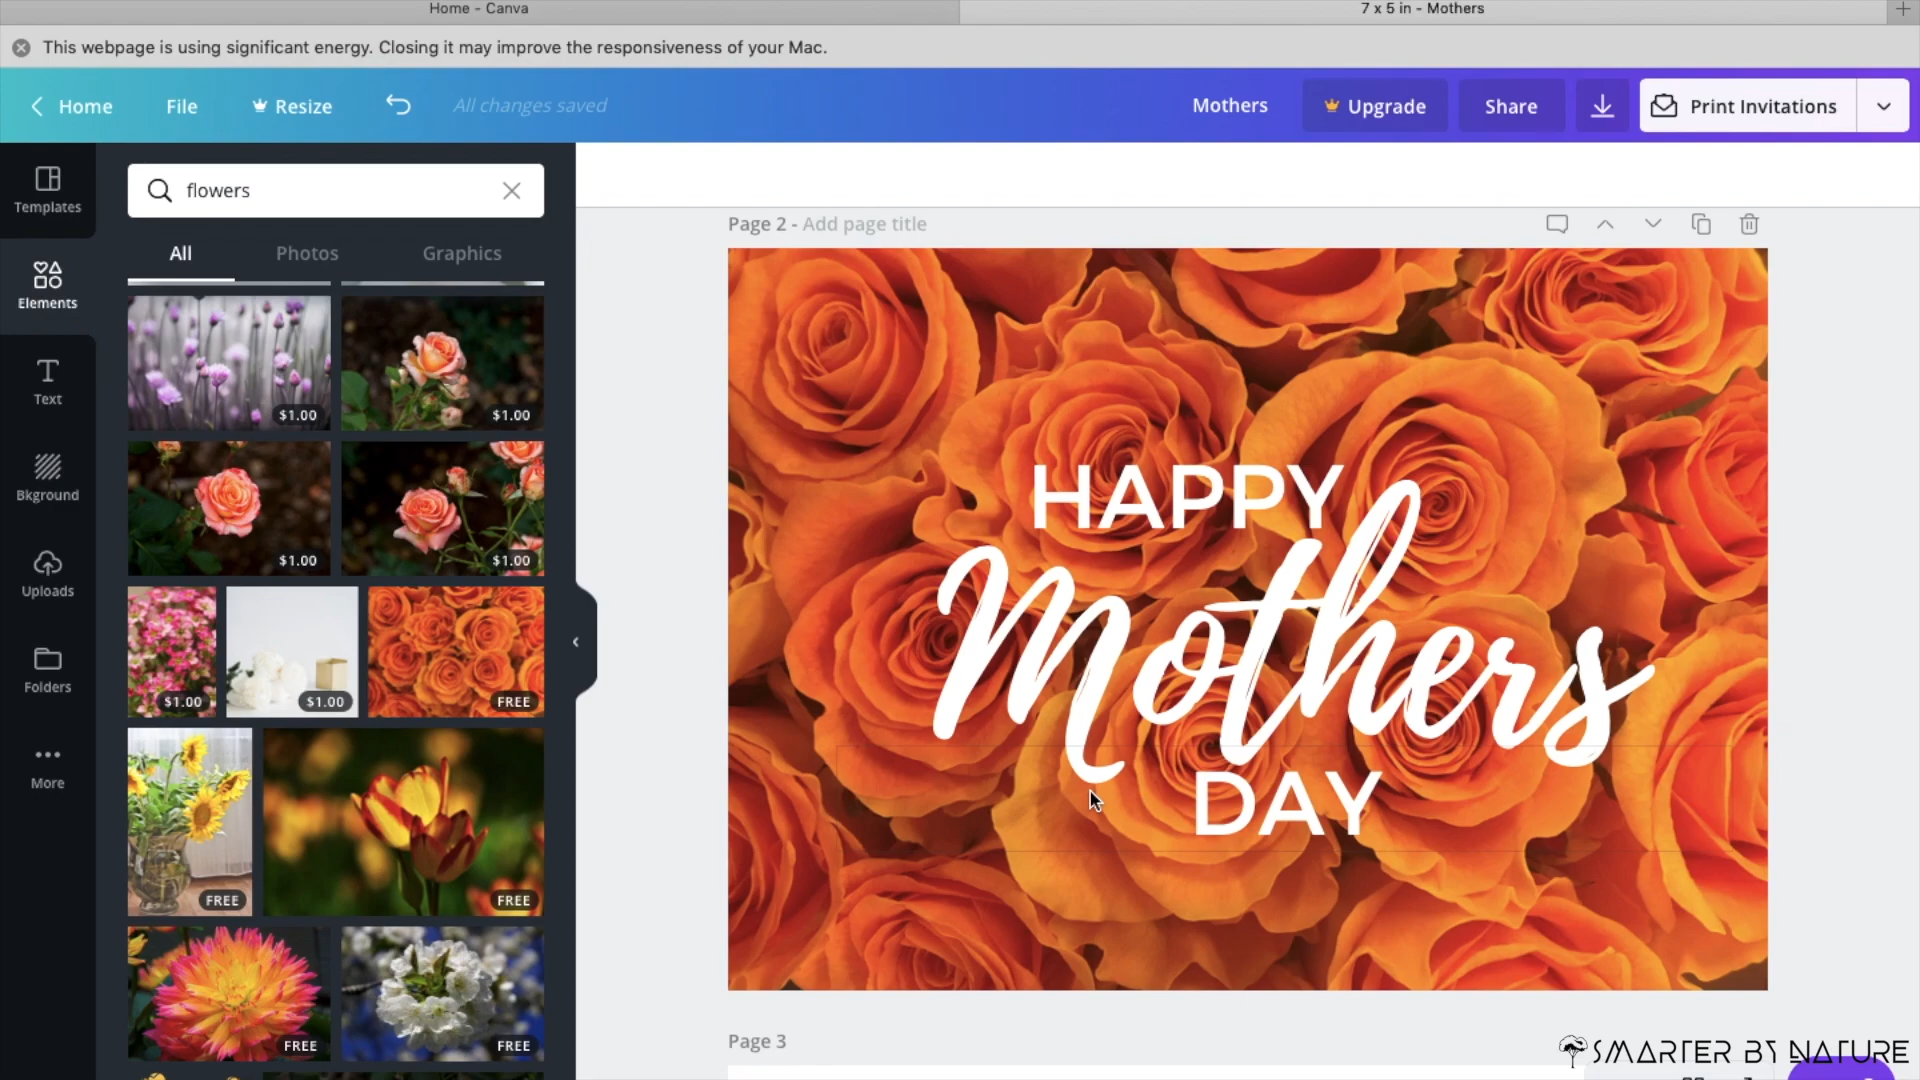 Home - Canva
7 x 5 in - Mothers
This webpage is using significant energy. Closing it may improve the responsiveness of your Mac.
Home
File
Resize
All changes saved
Mothers
Upgrade
Share
Print Invitations
Templates
Elements
Text
Bkground
Uploads
Folders
More
flowers
All
Photos
Graphics
$1.00
$1.00
$1.00
$1.00
$1.00
$1.00
FREE
FREE
FREE
FREE
FREE
Page 2 - Add page title
HAPPY
Mothers
DAY
Page 3
SMARTER BY NATURE